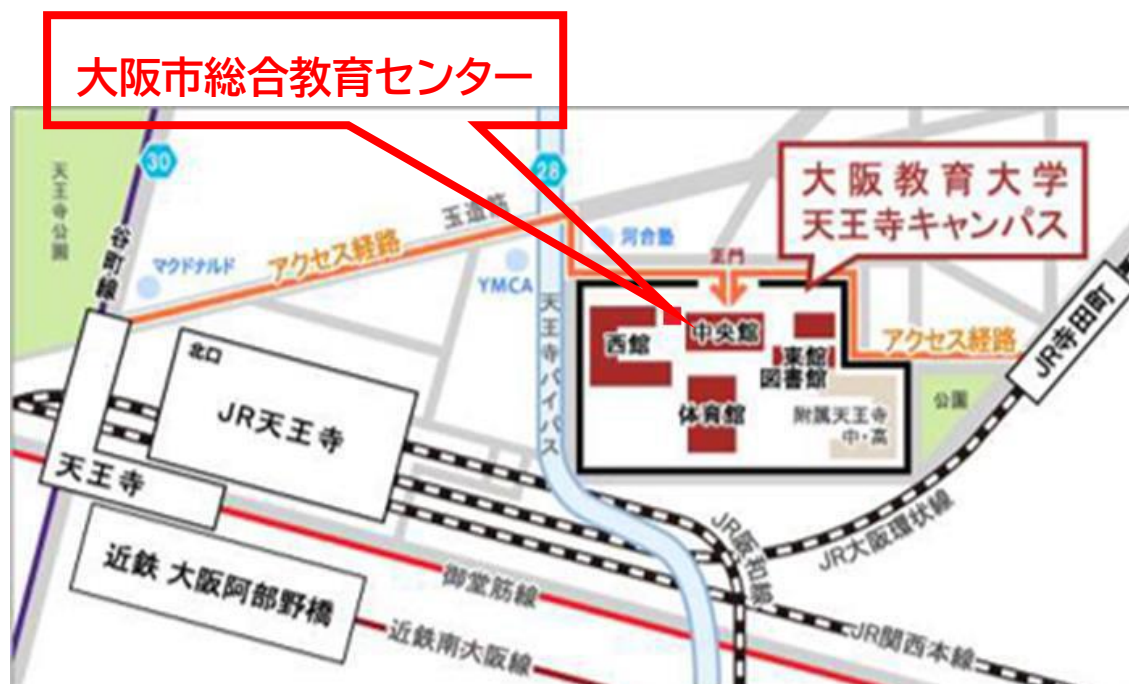 大阪市総合教育センター
天王寺公園
30
谷町線
マクドナルド
アクセス経路
玉造筋
28
YMCA
河合塾
正門
大阪教育大学
天王寺キャンパス
天王寺バイパス
西館
中央館
東館
図書館
体育館
附属天王寺
中・高
アクセス経路
公園
JR寺田町
北口
JR天王寺
天王寺
近鉄 大阪阿部野橋
御堂筋線
近鉄南大阪線
JR阪和線
JR大阪環状線
JR関西本線